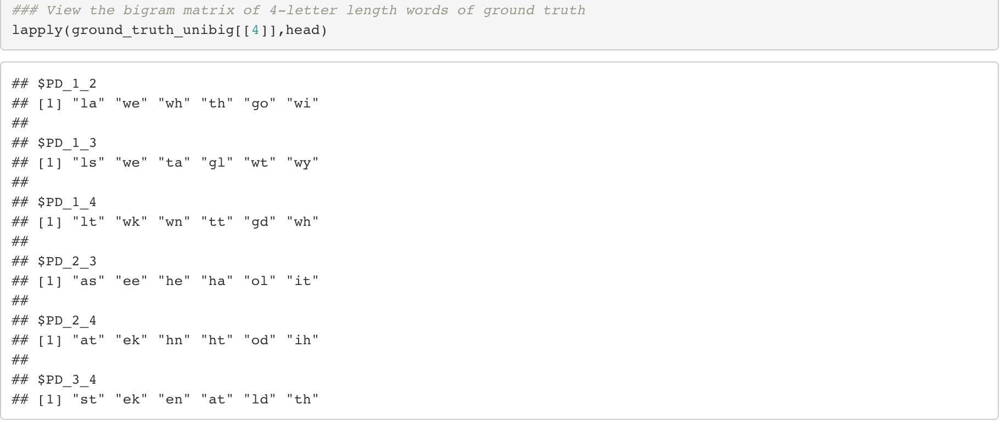 ### View the bigram matrix of 4-letter length words of ground truth
lapply(ground_truth_unibig[[4]],head)
## $PD_1_2
## [1] "la" "we" "wh" "th" "go" "wi"
##
## $PD_1_3
## [1] "ls" "we" "ta" "gl" "wt" "wy"
##
## $PD_1_4
## [1] "lt" "wk" "wn" "tt" "gd" "wh"
##
## $PD_2_3
## [1] "as" "ee" "he" "ha" "ol" "it"
##
## $PD_2_4
## [1] "at" "ek" "hn" "ht" "od" "ih"
##
## $PD_3_4
## [1] "st" "ek" "en" "at" "ld" "th"